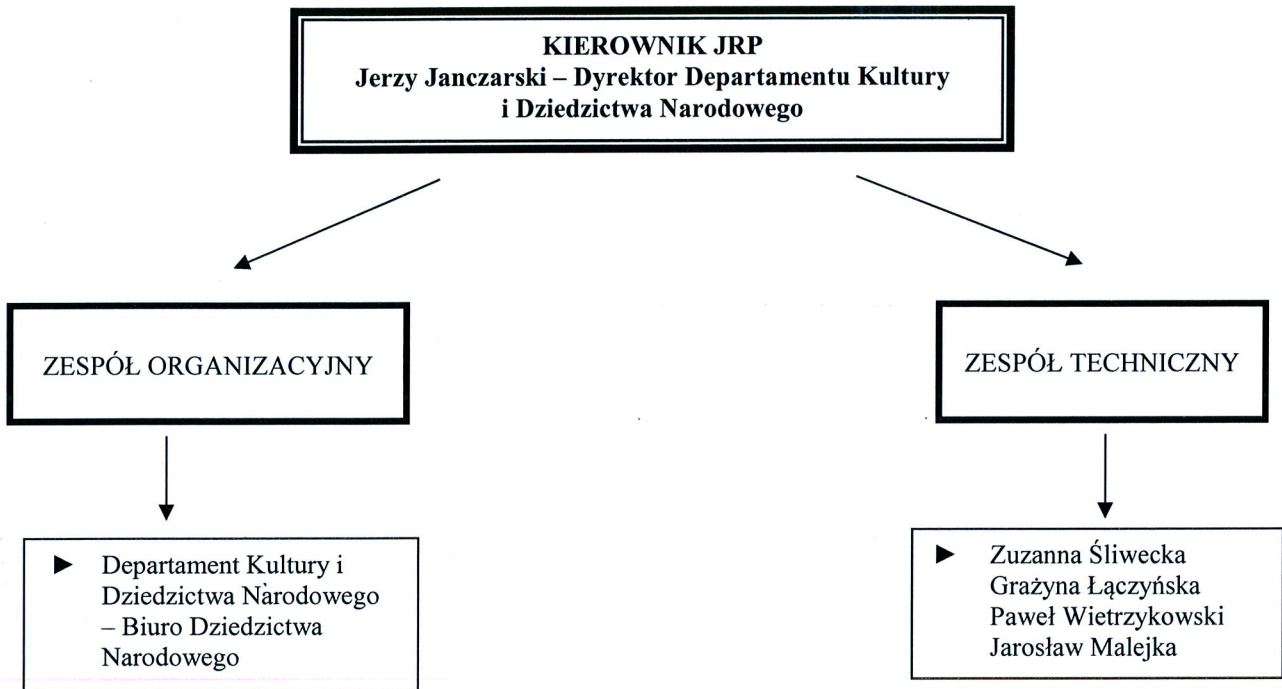 KIEROWNIK JRP
Jerzy Janczarski – Dyrektor Departamentu Kultury
i Dziedzictwa Narodowego
ZESPÓŁ ORGANIZACYJNY
ZESPÓŁ TECHNICZNY
► Departament Kultury i
Dziedzictwa Narodowego
– Biuro Dziedzictwa
Narodowego
► Zuzanna Śliwecka
Grażyna Łączyńska
Paweł Wietrzykowski
Jarosław Malejka